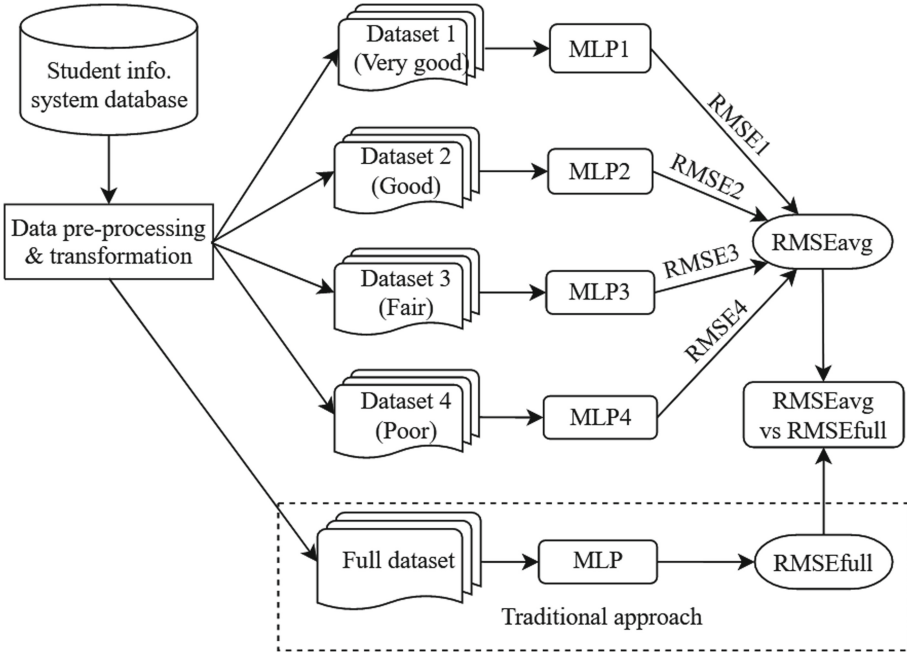 Student info.
system database
Data pre-processing
& transformation
Dataset 1
(Very good)
MLP1
RMSE1
Dataset 2
(Good)
MLP2
RMSE2
RMSEavg
Dataset 3
(Fair)
MLP3
RMSE3
Dataset 4
(Poor)
MLP4
RMSE4
RMSEavg
vs RMSEfull
Full dataset
MLP
RMSEfull
Traditional approach